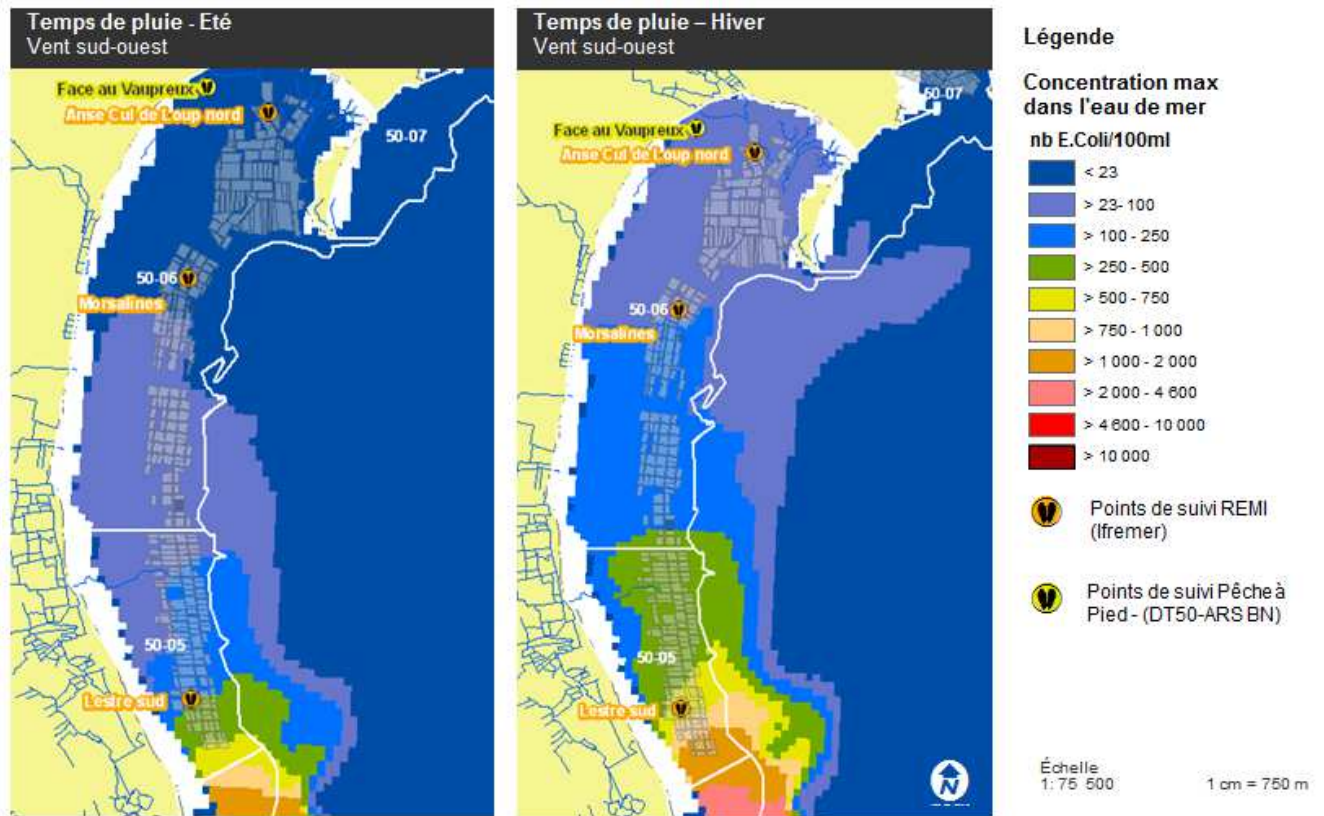 Temps de pluie - Eté
Vent sud-ouest
Face au Vaupreux
Anse Cul de Loup nord
50-07
50-06
Morsalines
50-05
Lestre sud
Temps de pluie – Hiver
Vent sud-ouest
50-07
Face au Vaupreux
Anse Cul de Loup nord
50-06
Morsalines
50-05
Lestre sud
N
Légende
Concentration max
dans l'eau de mer
nb E.Coli/100ml
< 23
> 23- 100
> 100 - 250
> 250 - 500
> 500 - 750
> 750 - 1 000
> 1 000 - 2 000
> 2 000 - 4 600
> 4 600 - 10 000
> 10 000
Points de suivi REMI
(Ifremer)
Points de suivi Pêche à
Pied - (DT50-ARS BN)
Échelle
1: 75 500
1 cm = 750 m